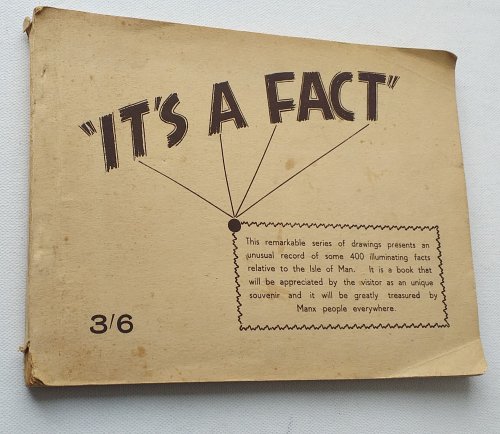 "IT'S A FACT"
This remarkable series of drawings presents an
unusual record of some 400 illuminating facts
relative to the Isle of Man. It is a book that
will be appreciated by the visitor as an unique
souvenir and it will be greatly treasured by
Manx people everywhere.
3/6